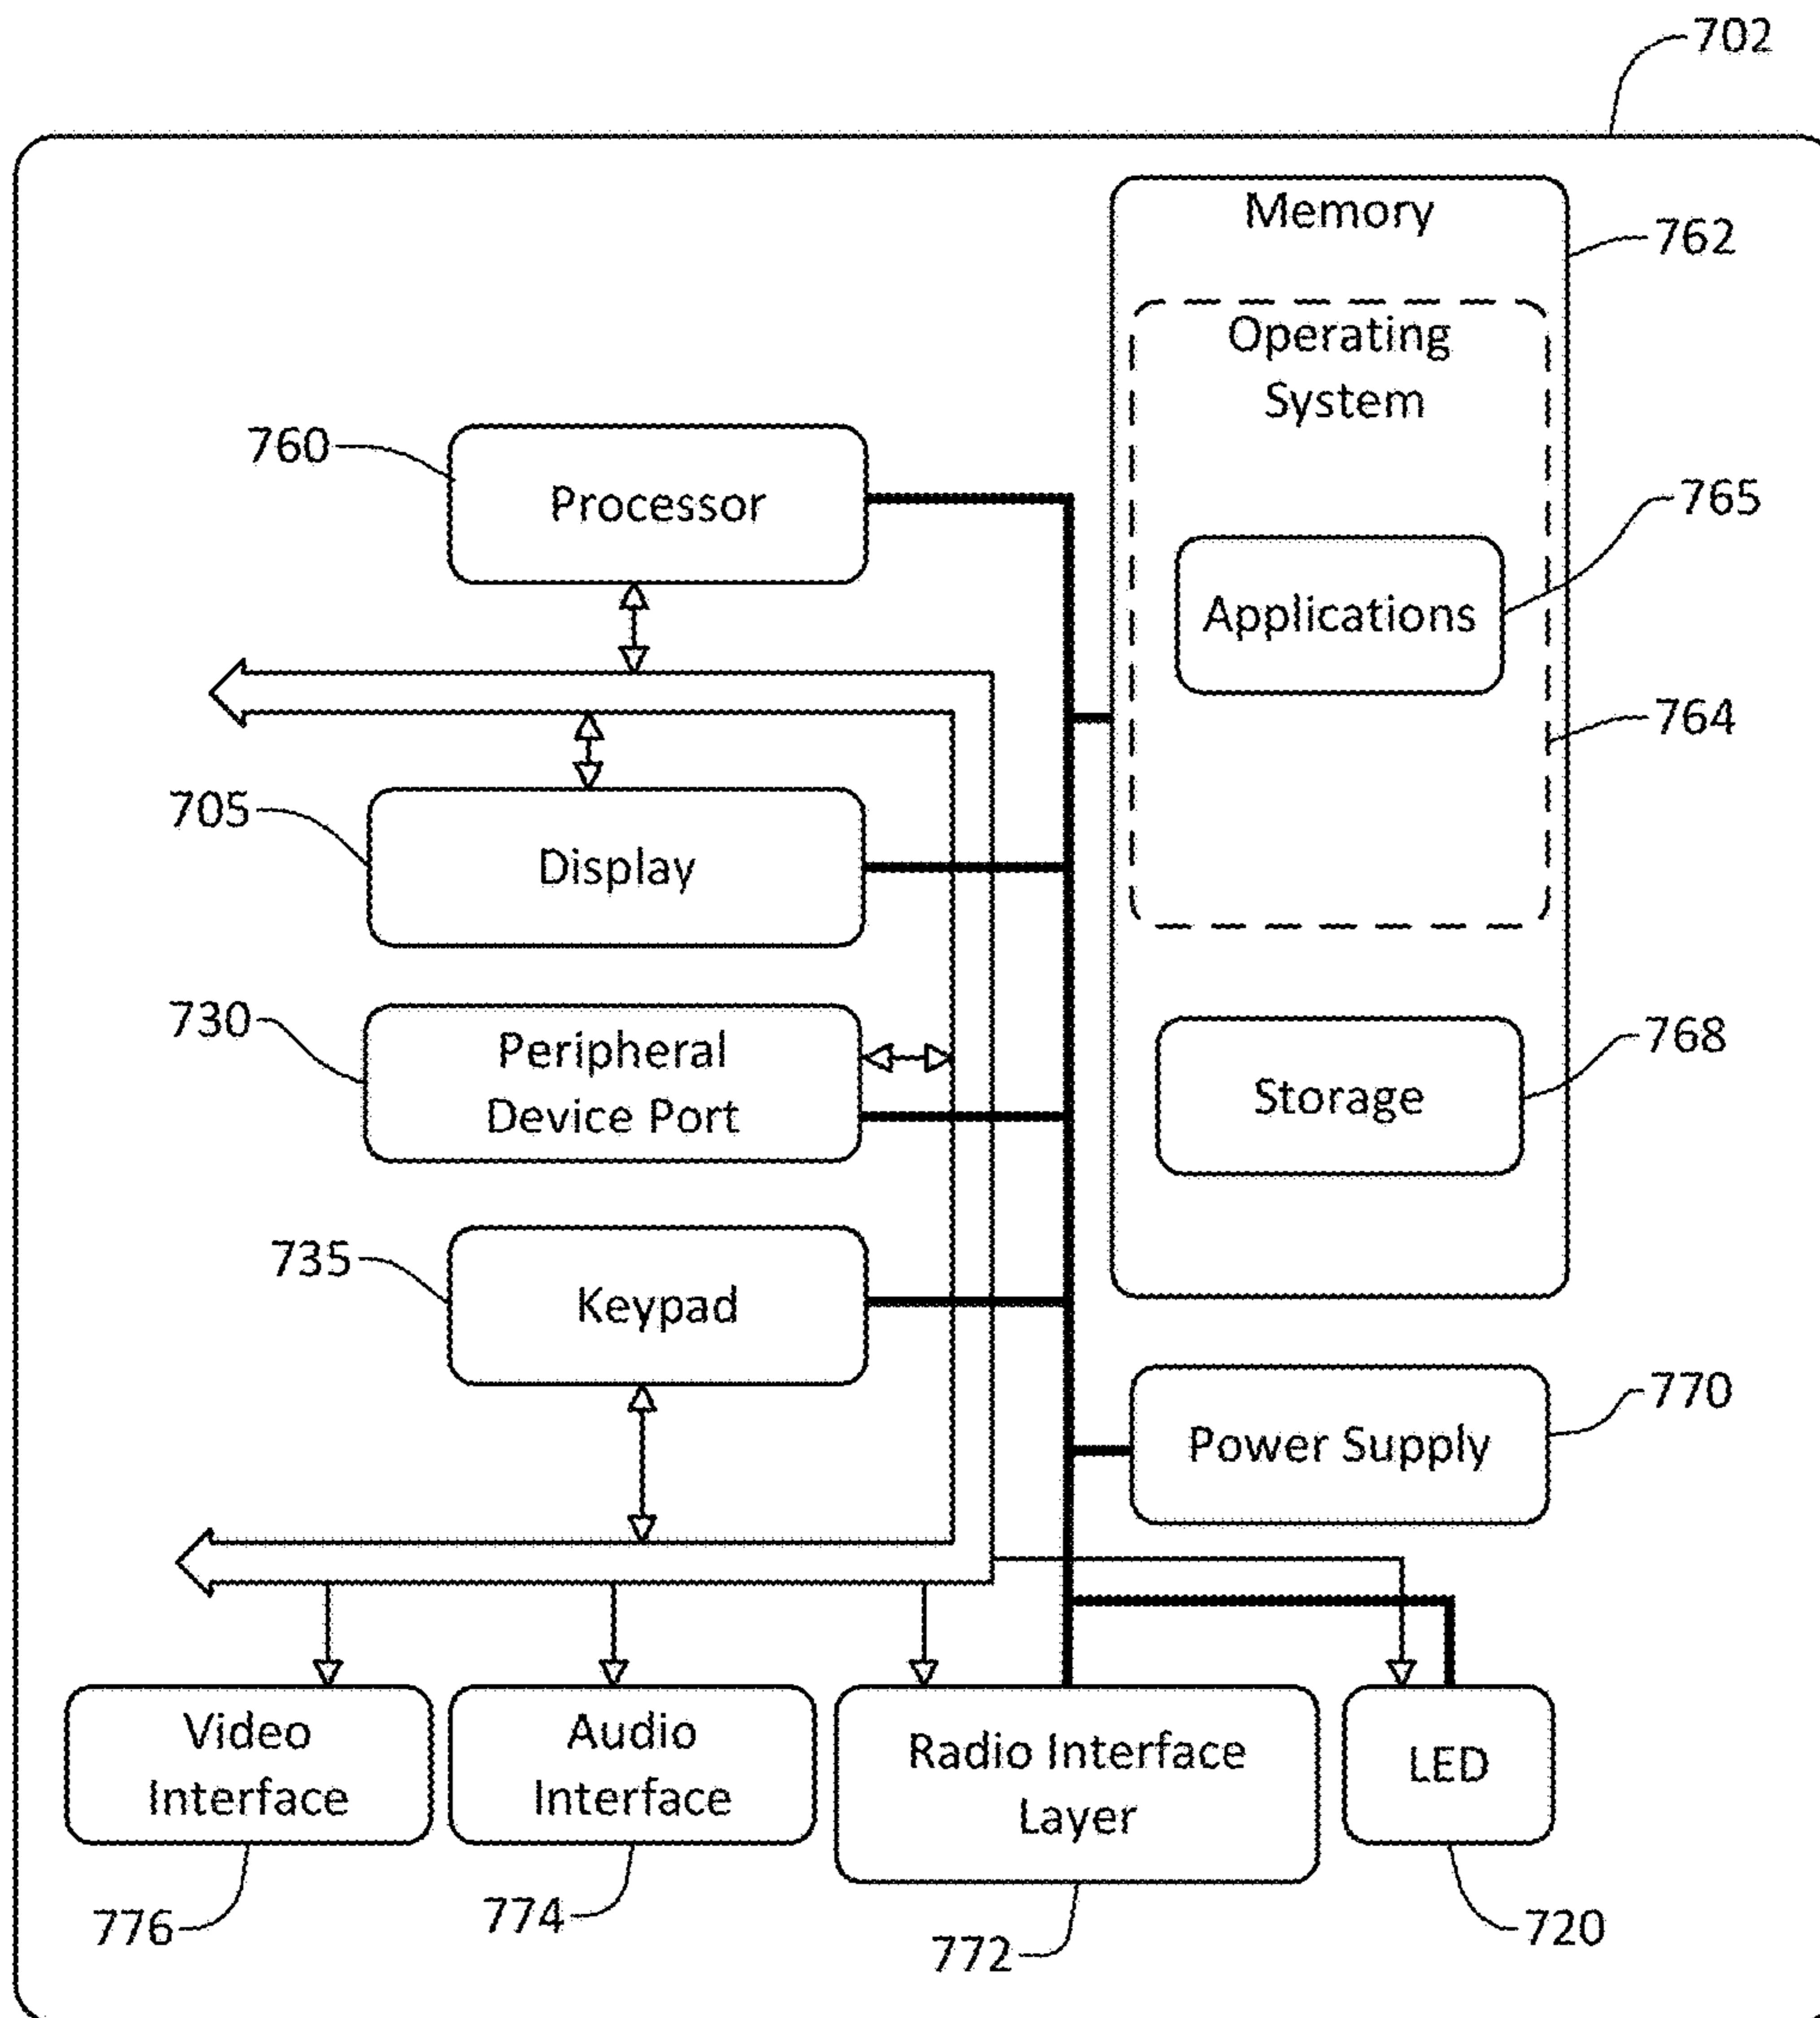 702
Memory
762
Operating
System
760
Processor
765
Applications
764
705
Display
730
Peripheral
Device Port
768
Storage
735
Keypad
770
Power Supply
Video
Interface
Audio
Interface
Radio Interface
Layer
LED
776
774
772
720